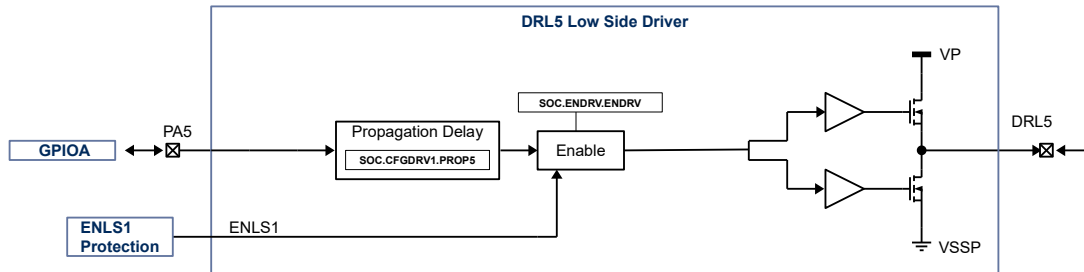 DRL5 Low Side Driver
VP
SOC.ENDRV.ENDRV
PA5
Propagation Delay
DRL5
GPIOA
SOC.CFGDRV1.PROP5
Enable
ENLS1
Protection
ENLS1
VSSP